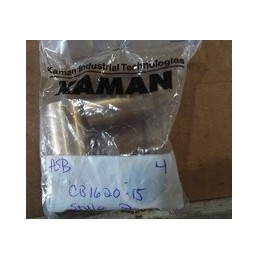 Kaman Industrial Technologies
KAMAN
ASB 4
CB1620-15